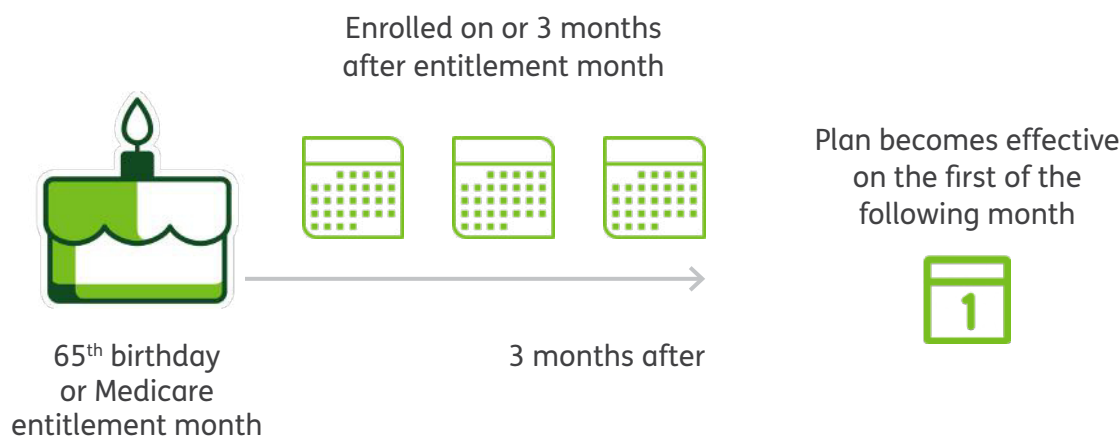 Enrolled on or 3 months
after entitlement month
Plan becomes effective
on the first of the
following month
1
65th birthday
or Medicare
entitlement month
3 months after